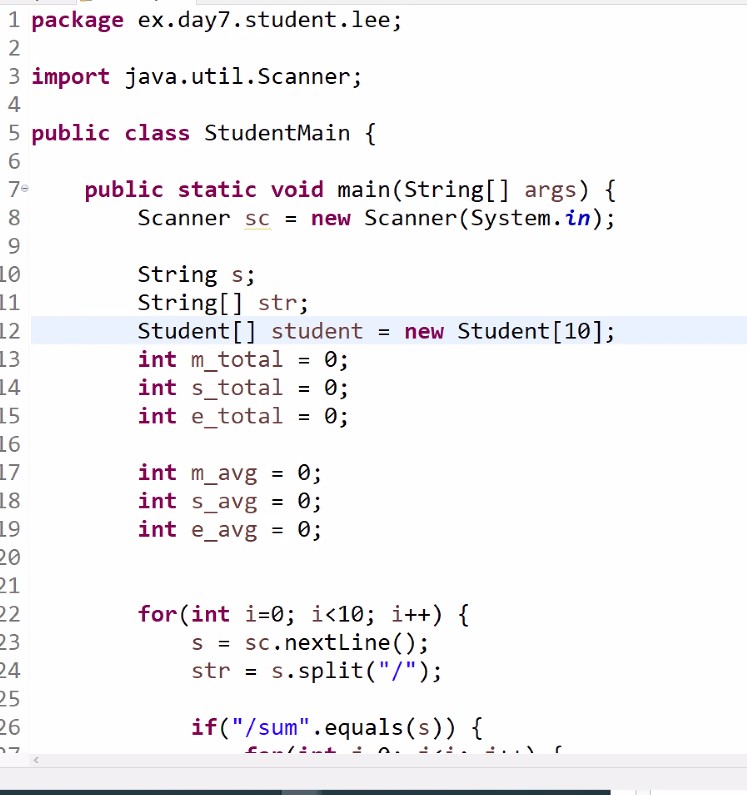 1 package ex.day7.student.lee;
2
3 import java.util.Scanner;
4
5 public class StudentMain {
6
7 public static void main(String[] args) {
8 Scanner sc = new Scanner(System.in);
9
10 String s;
11 String[] str;
12 Student[] student = new Student[10];
13 int m_total = 0;
14 int s_total = 0;
15 int e_total = 0;
16
17 int m_avg = 0;
18 int s_avg = 0;
19 int e_avg = 0;
20
21
22 for(int i=0; i<10; i++) {
23 s = sc.nextLine();
24 str = s.split("/");
25
26 if("/sum".equals(s)) {